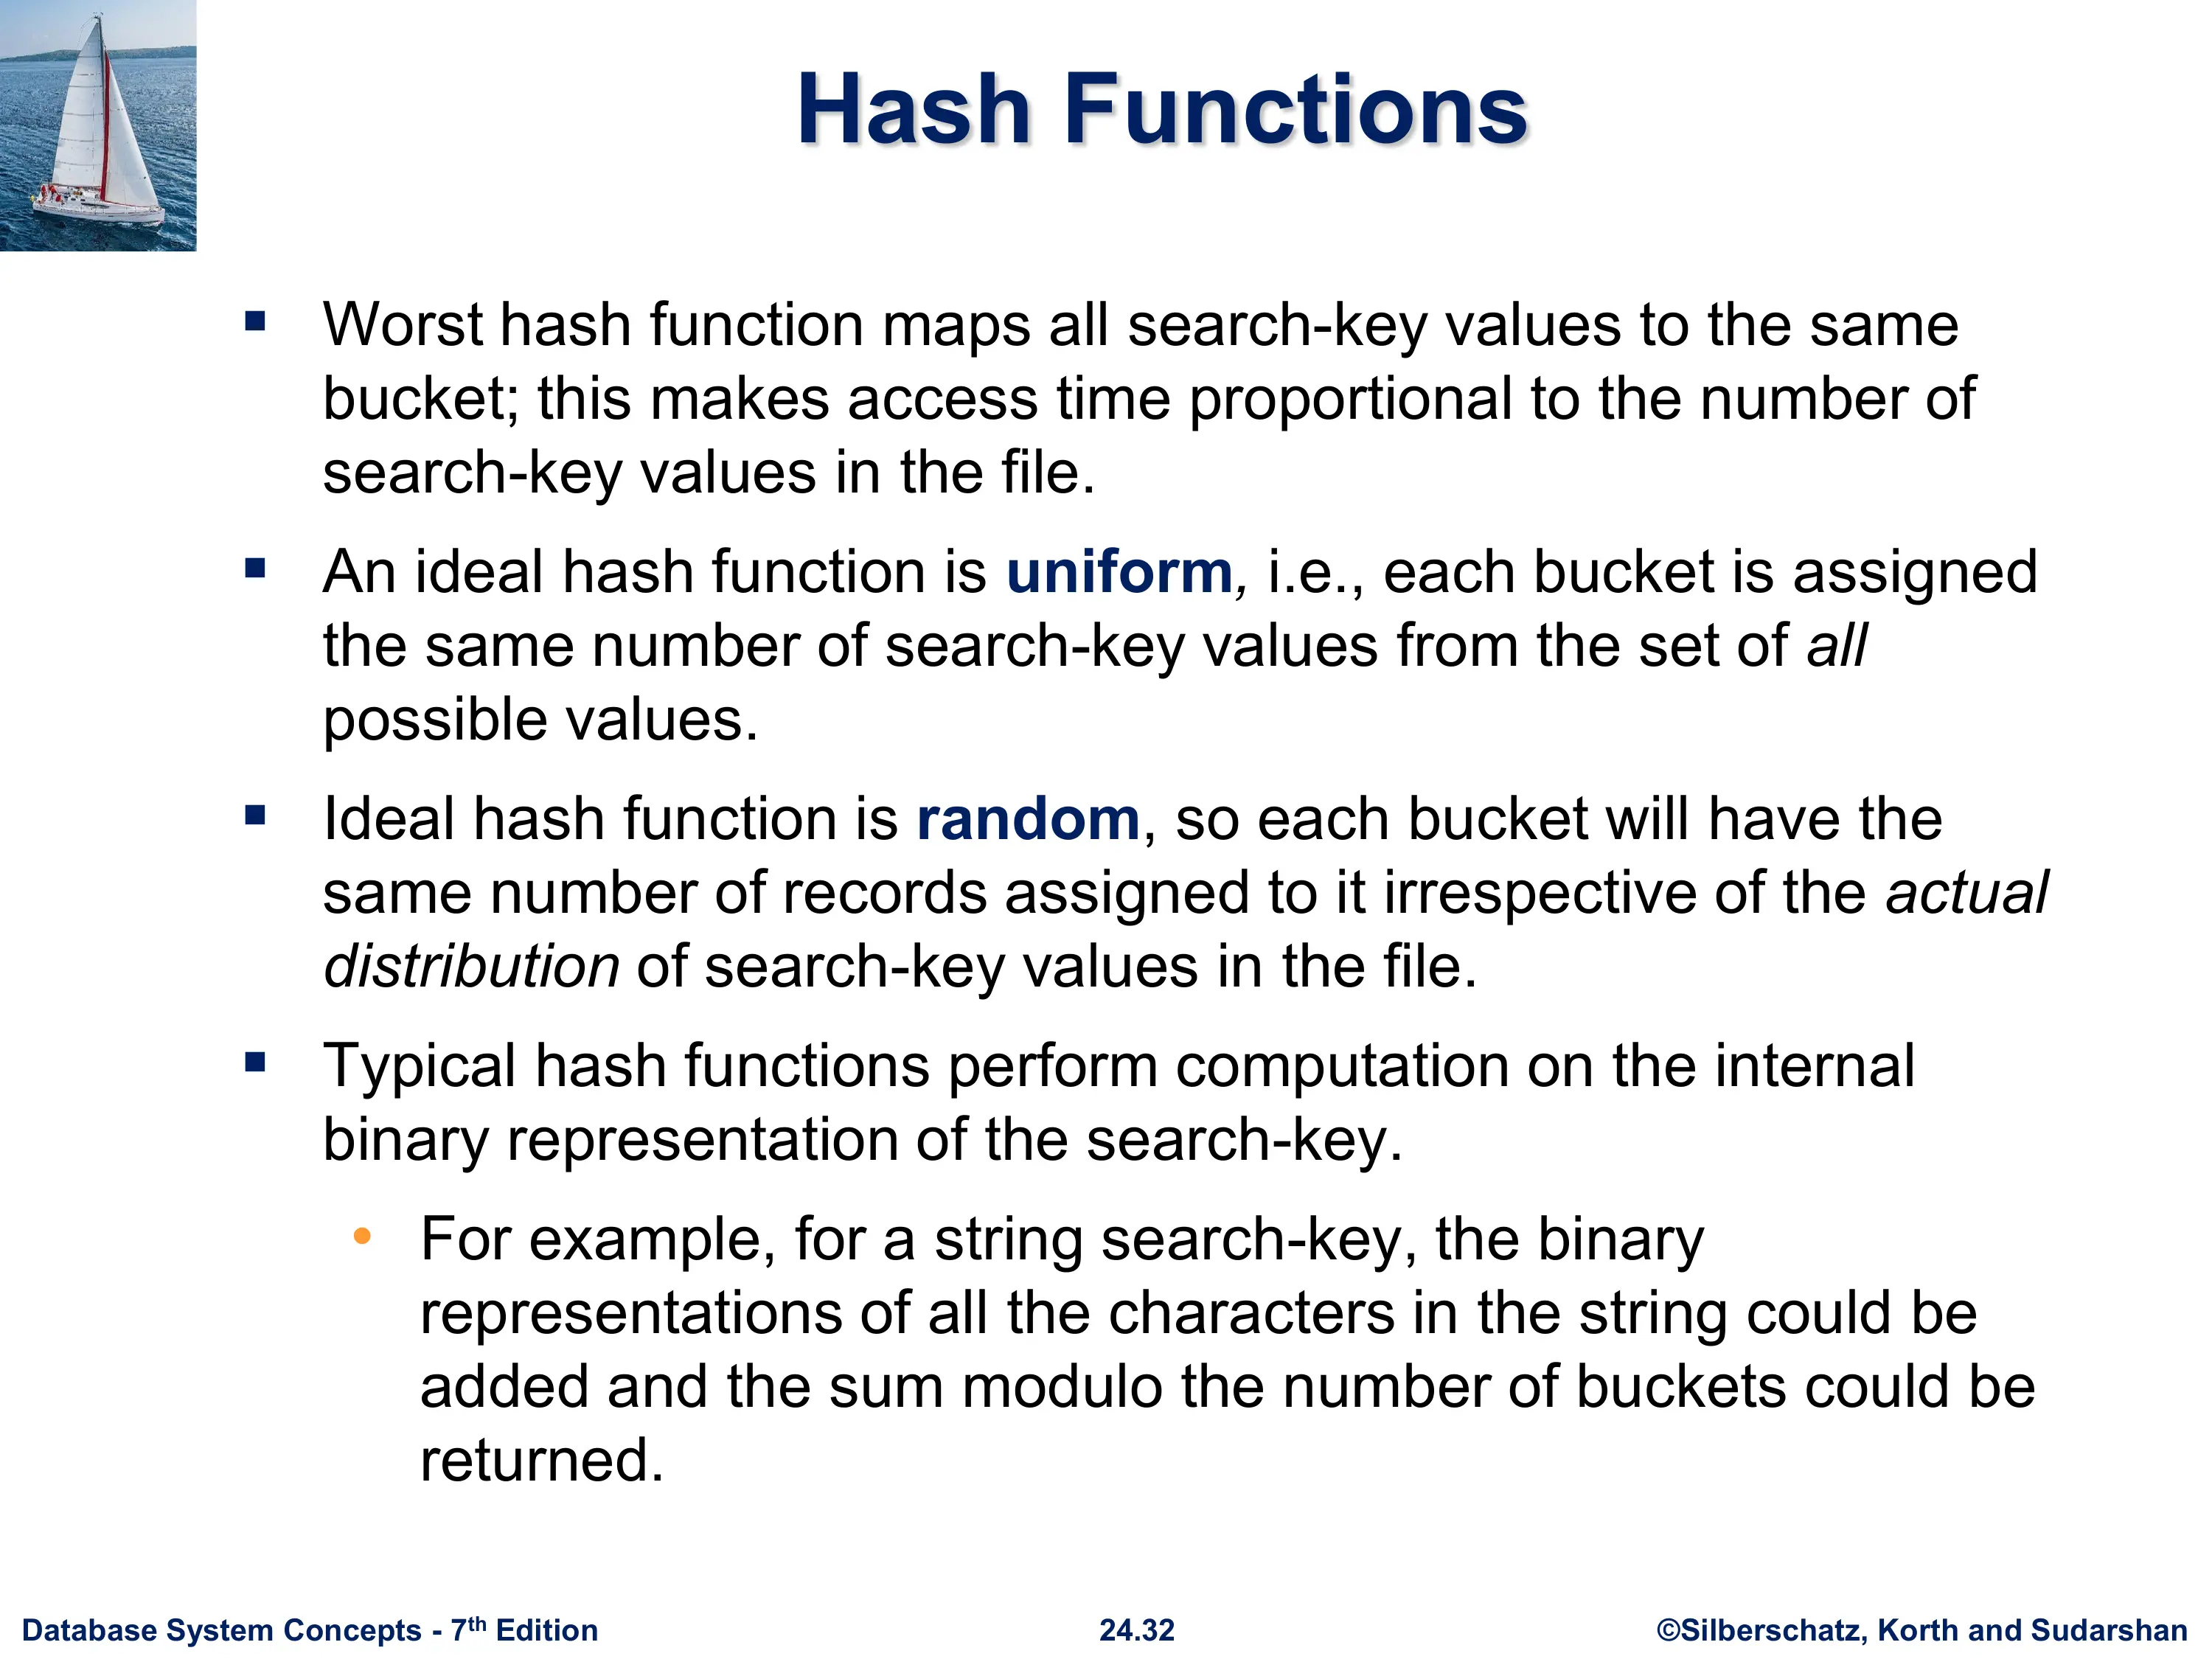 Hash Functions
Worst hash function maps all search-key values to the same
bucket; this makes access time proportional to the number of
search-key values in the file.
An ideal hash function is uniform, i.e., each bucket is assigned
the same number of search-key values from the set of all
possible values.
Ideal hash function is random, so each bucket will have the
same number of records assigned to it irrespective of the actual
distribution of search-key values in the file.
Typical hash functions perform computation on the internal
binary representation of the search-key.
For example, for a string search-key, the binary
representations of all the characters in the string could be
added and the sum modulo the number of buckets could be
returned.
Database System Concepts - 7th Edition
24.32
©Silberschatz, Korth and Sudarshan